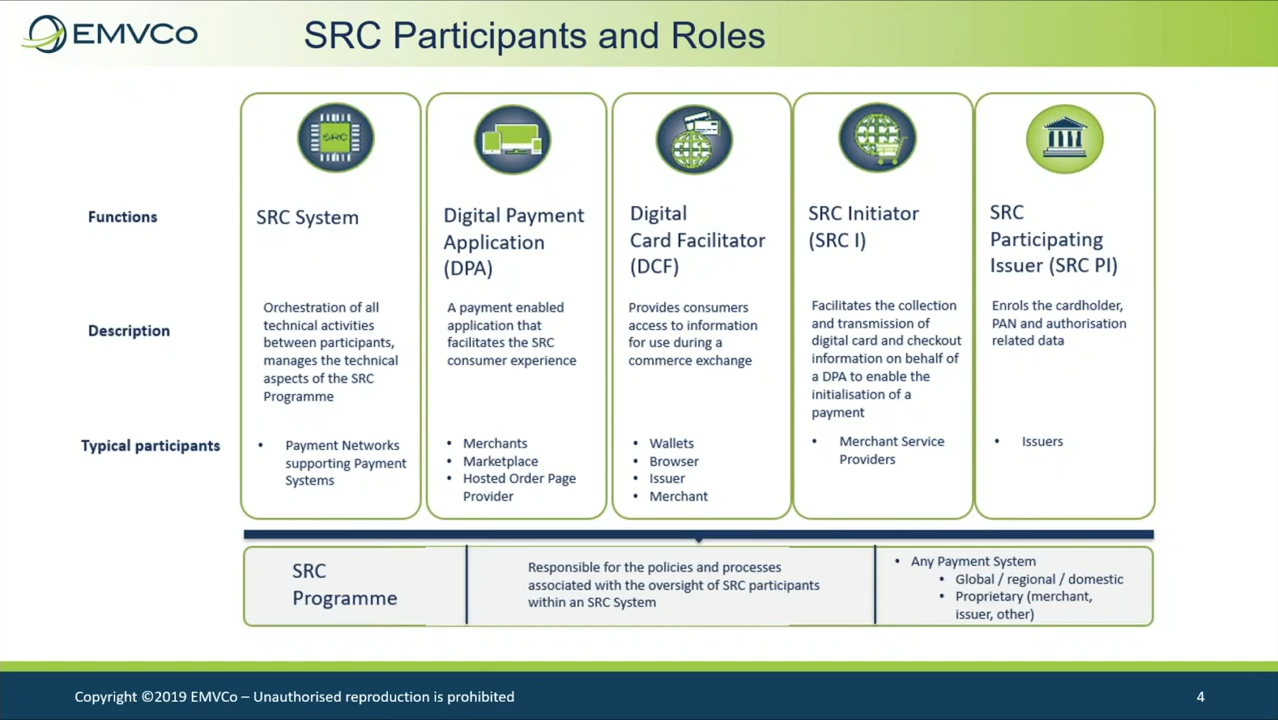 EMVCo
SRC Participants and Roles
SRC
Functions
SRC System
Digital Payment
Application
(DPA)
Digital
Card Facilitator
(DCF)
SRC Initiator
(SRC I)
SRC
Participating
Issuer (SRC PI)
Description
Orchestration of all
technical activities
between participants,
manages the technical
aspects of the SRC
Programme
A payment enabled
application that
facilitates the SRC
consumer experience
Provides consumers
access to information
for use during a
commerce exchange
Facilitates the collection
and transmission of
digital card and checkout
information on behalf of
a DPA to enable the
initialisation of a
payment
Enrols the cardholder,
PAN and authorisation
related data
Typical participants
• Payment Networks
supporting Payment
Systems
• Merchants
• Marketplace
• Hosted Order Page
Provider
• Wallets
• Browser
• Issuer
• Merchant
• Merchant Service
Providers
• Issuers
SRC
Programme
Responsible for the policies and processes
associated with the oversight of SRC participants
within an SRC System
• Any Payment System
• Global / regional / domestic
• Proprietary (merchant,
issuer, other)
Copyright ©2019 EMVCo – Unauthorised reproduction is prohibited
4